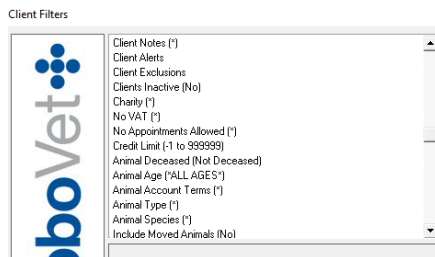 Client Filters
Client Notes (*)
Client Alerts
Client Exclusions
Clients Inactive (No)
Charity (*)
No VAT (*)
No Appointments Allowed (*)
Credit Limit (-1 to 999999)
Animal Deceased (Not Deceased)
Animal Age (*ALL AGES*)
Animal Account Terms (*)
Animal Type (*)
Animal Species (*)
Include Moved Animals (No)
boVet